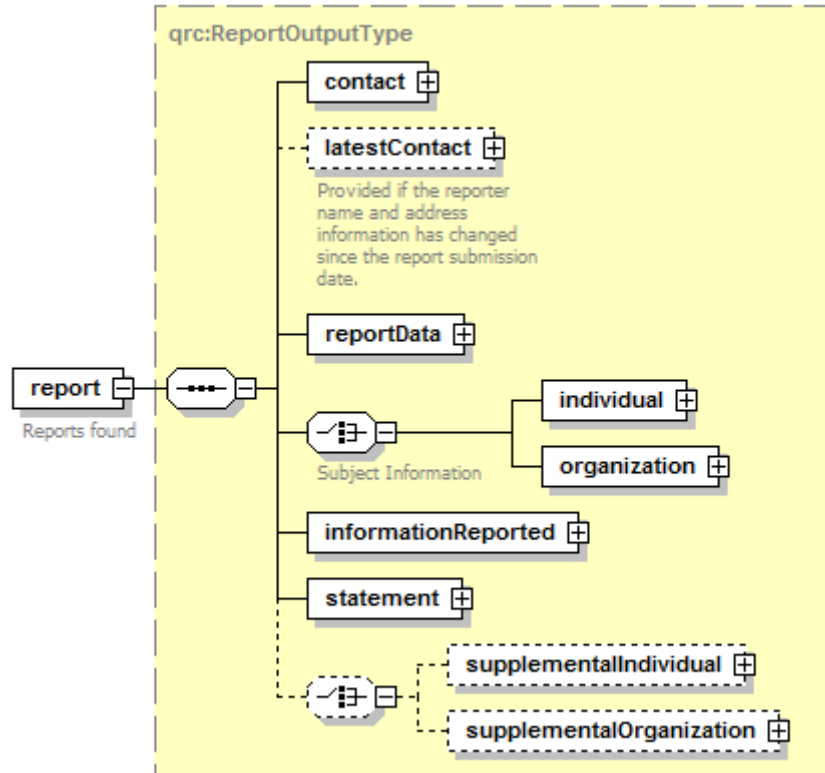 qrc:ReportOutputType
contact
latestContact
Provided if the reporter
name and address
information has changed
since the report submission
date.
reportData
report
Reports found
individual
Subject Information
organization
informationReported
statement
supplementalIndividual
supplementalOrganization